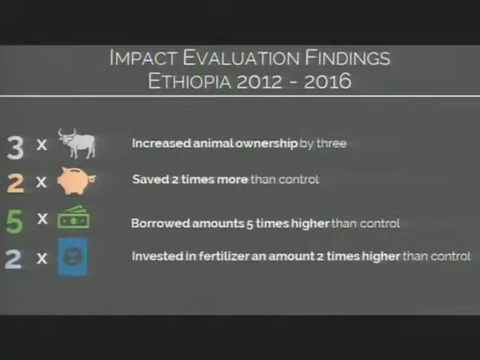 IMPACT EVALUATION FINDINGS
ETHIOPIA 2012 - 2016
3 x Increased animal ownership by three
2 x Saved 2 times more than control
5 x Borrowed amounts 5 times higher than control
2 x Invested in fertilizer an amount 2 times higher than control